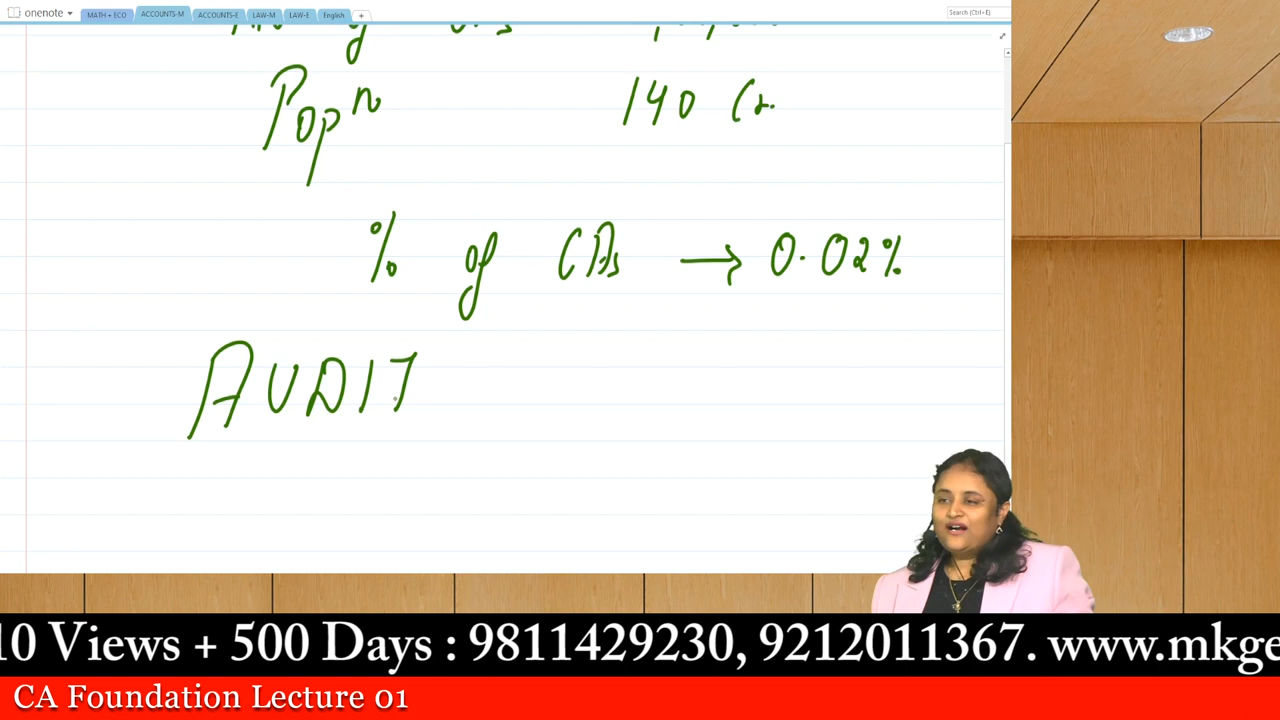 onenote
MATH + ECO ACCOUNTS-M ACCOUNTS-E LAW-M LAW-E English +
Search (Ctrl+E)
of
Popn 140 Cr.
% of CAs → 0.02%
AUDIT
10 Views + 500 Days : 9811429230, 9212011367. www.mkge
CA Foundation Lecture 01